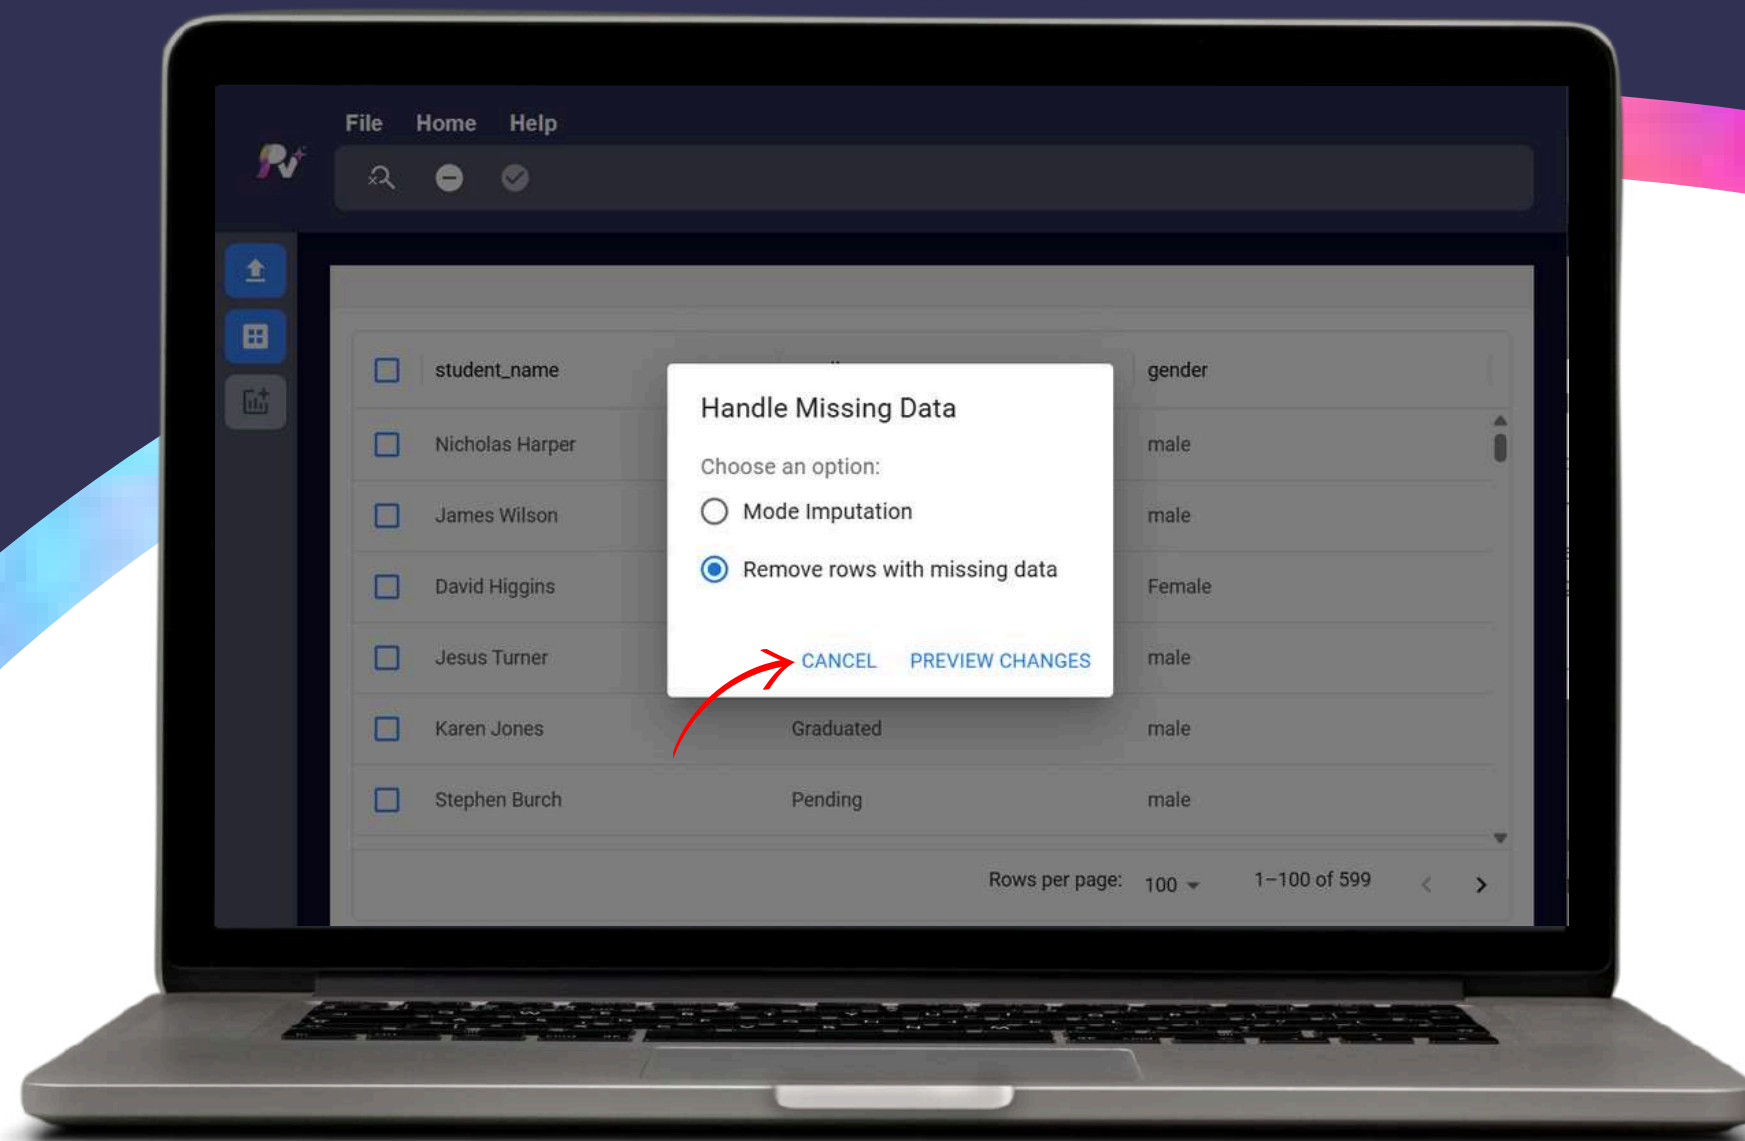 File Home Help
student_name gender
Handle Missing Data
Nicholas Harper male
Choose an option:
Mode Imputation
James Wilson male
Remove rows with missing data
David Higgins Female
Jesus Turner male
CANCEL PREVIEW CHANGES
Karen Jones Graduated male
Stephen Burch Pending male
Rows per page: 100 1–100 of 599